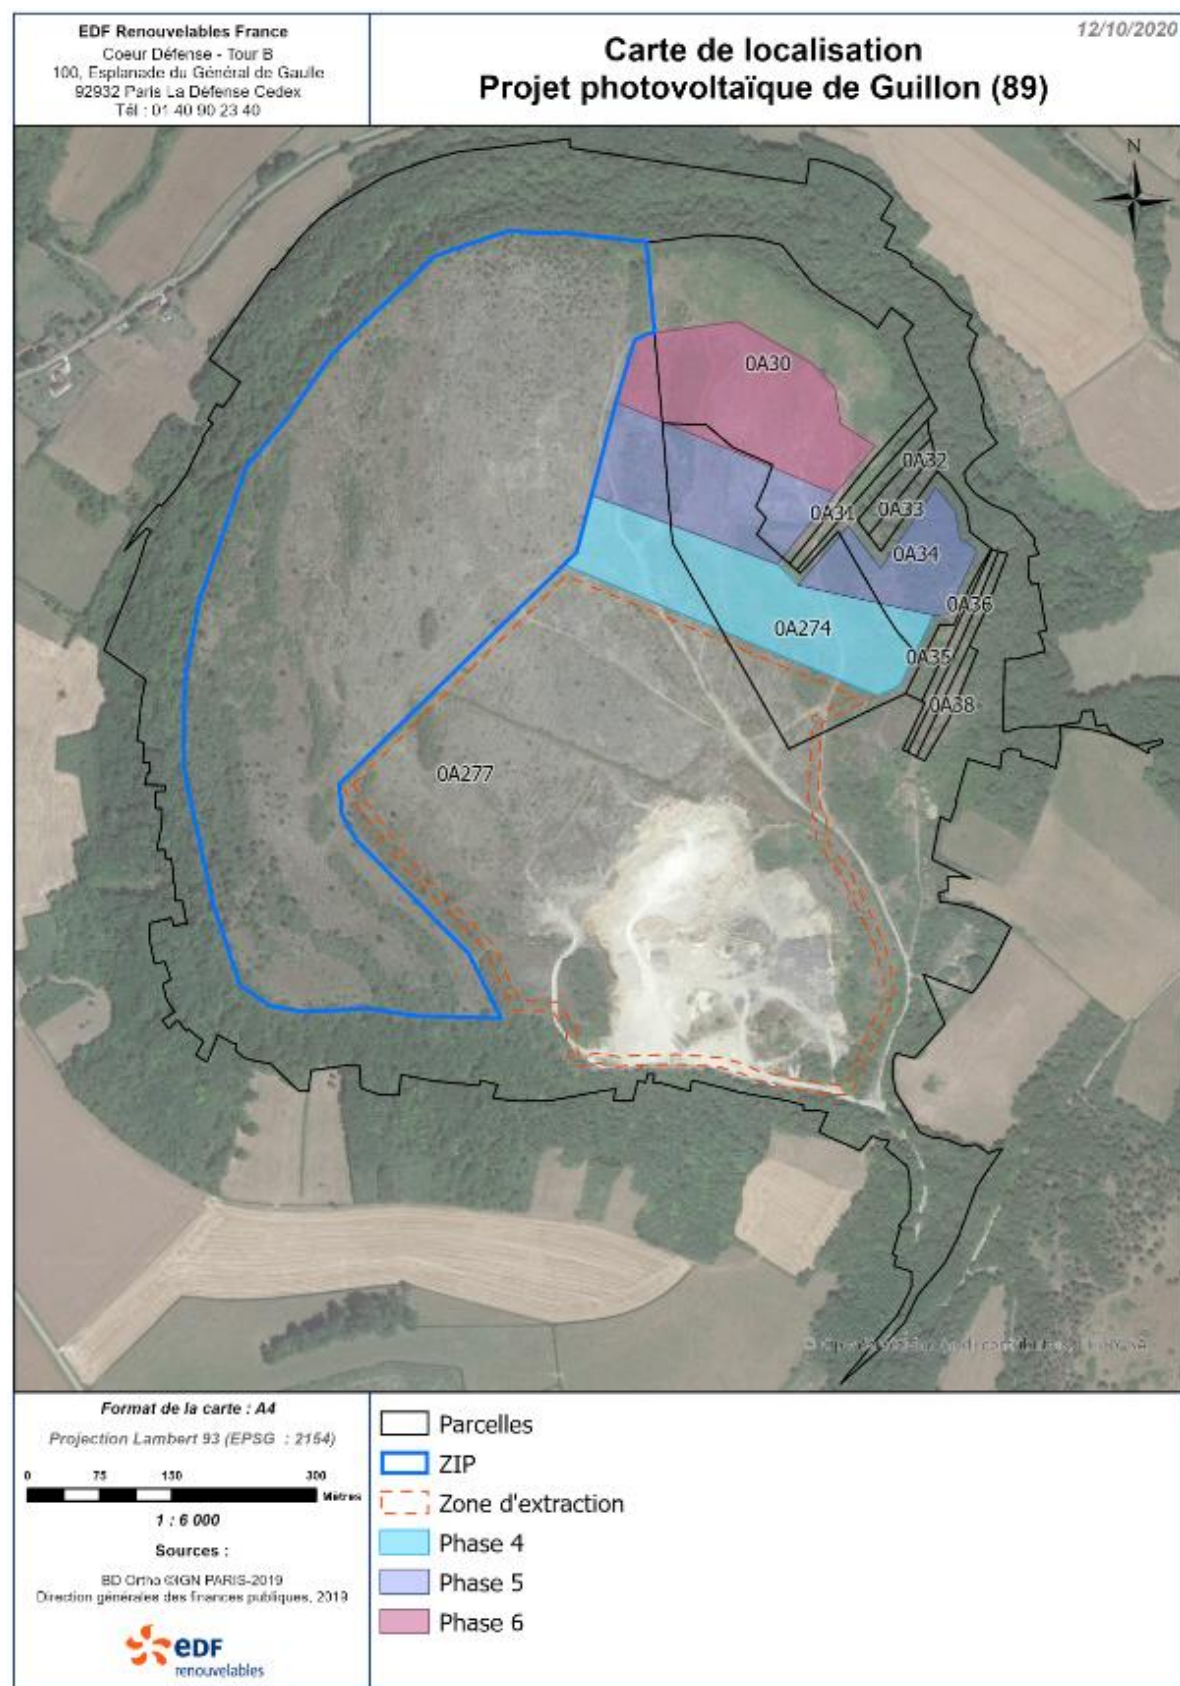 EDF Renouvelables France
Coeur Défense - Tour B
100, Esplanade du Général de Gaulle
92932 Paris La Défense Cedex
Tél : 01 40 90 23 40
12/10/2020
Carte de localisation
Projet photovoltaïque de Guillon (89)
N
0A30
0A32
0A33
0A31
0A34
0A36
0A274
0A35
0A38
0A277
Format de la carte : A4
Projection Lambert 93 (EPSG : 2154)
0 75 150 300
Mètres
1 : 6 000
Sources :
BD Ortho ©IGN PARIS-2019
Direction générales des finances publiques, 2019
edf
renouvelables
Parcelles
ZIP
Zone d'extraction
Phase 4
Phase 5
Phase 6